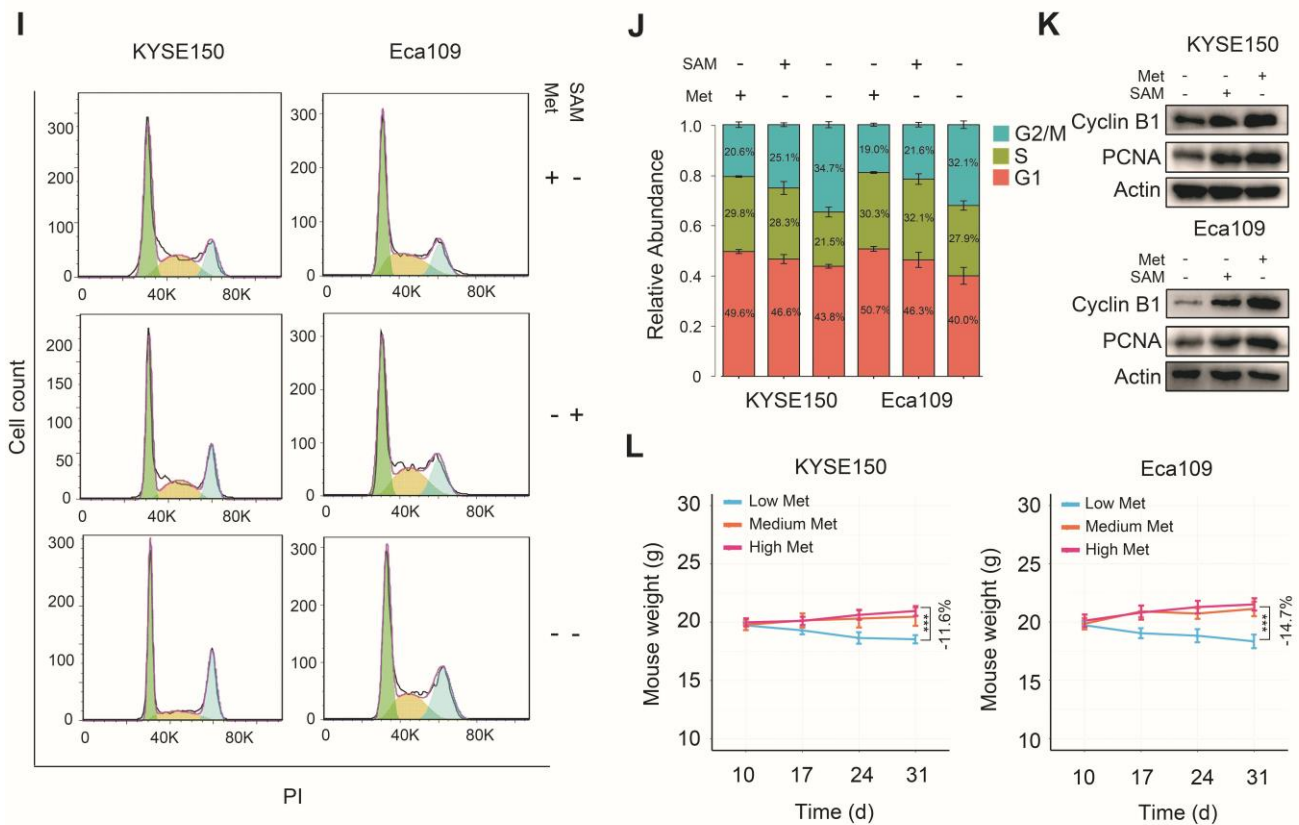 I
KYSE150 Eca109
SAM
Met
300
200
100
0
0 40K 80K
300
200
100
0
0 40K 80K
+ -
200
150
100
50
0
0 40K 80K
300
200
100
0
0 40K 80K
- +
300
200
100
0
0 40K 80K
300
200
100
0
0 40K 80K
- -
Cell count
PI
J
SAM - + - - + -
Met + - - + - -
1.0
0.8
0.6
0.4
0.2
0
Relative Abundance
20.6% 25.1% 34.7% 19.0% 21.6% 32.1%
29.8% 28.3% 21.5% 30.3% 32.1% 27.9%
49.6% 46.6% 43.8% 50.7% 46.3% 40.0%
KYSE150 Eca109
G2/M
S
G1
K
KYSE150
Met - - +
SAM - + -
Cyclin B1
PCNA
Actin
Eca109
Met - - +
SAM - + -
Cyclin B1
PCNA
Actin
L
KYSE150
Low Met
Medium Met
High Met
30
25
20
15
10
Mouse weight (g)
***
-11.6%
10 17 24 31
Time (d)
Eca109
Low Met
Medium Met
High Met
30
25
20
15
10
Mouse weight (g)
***
-14.7%
10 17 24 31
Time (d)